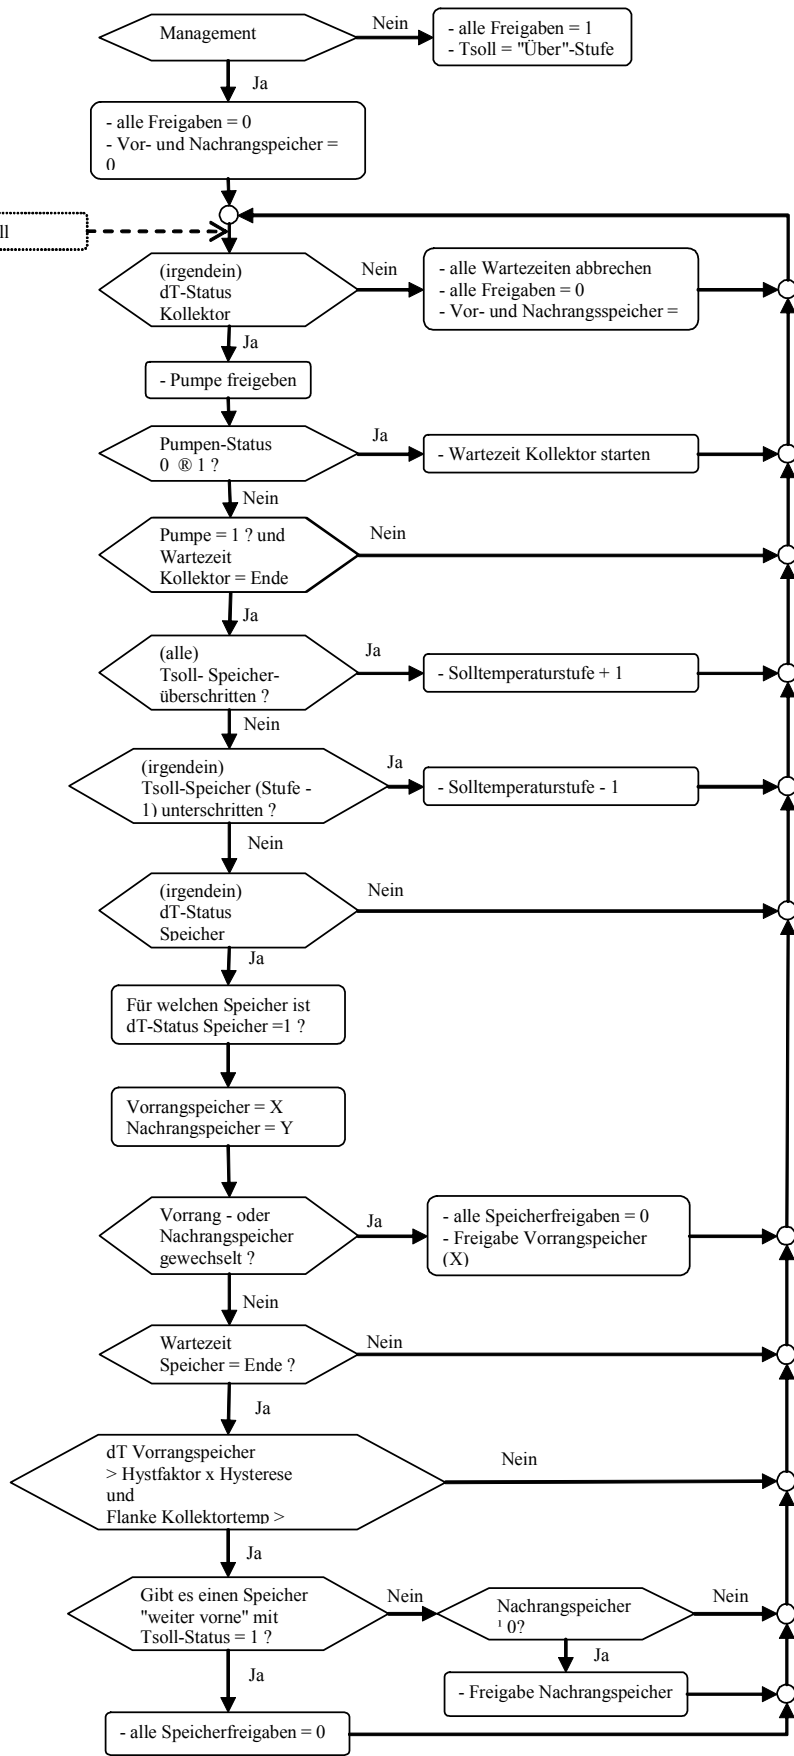 Management
Nein
- alle Freigaben = 1
- Tsoll = "Über"-Stufe
Ja
- alle Freigaben = 0
- Vor- und Nachrangspeicher =
0
(irgendein)
dT-Status
Kollektor
Nein
- alle Wartezeiten abbrechen
- alle Freigaben = 0
- Vor- und Nachrangsspeicher =
Ja
- Pumpe freigeben
Pumpen-Status
0 ® 1 ?
Ja
- Wartezeit Kollektor starten
Nein
Pumpe = 1 ? und
Wartezeit
Kollektor = Ende
Nein
Ja
(alle)
Tsoll- Speicher-
überschritten ?
Ja
- Solltemperaturstufe + 1
Nein
(irgendein)
Tsoll-Speicher (Stufe -
1) unterschritten ?
Ja
- Solltemperaturstufe - 1
Nein
(irgendein)
dT-Status
Speicher
Nein
Ja
Für welchen Speicher ist
dT-Status Speicher =1 ?
Vorrangspeicher = X
Nachrangspeicher = Y
Vorrang - oder
Nachrangspeicher
gewechselt ?
Ja
- alle Speicherfreigaben = 0
- Freigabe Vorrangspeicher
(X)
Nein
Wartezeit
Speicher = Ende ?
Nein
Ja
dT Vorrangspeicher
> Hystfaktor x Hysterese
und
Flanke Kollektortemp >
Nein
Ja
Gibt es einen Speicher
"weiter vorne" mit
Tsoll-Status = 1 ?
Nein
Nachrangspeicher
¹ 0?
Nein
Ja
- Freigabe Nachrangspeicher
Ja
- alle Speicherfreigaben = 0